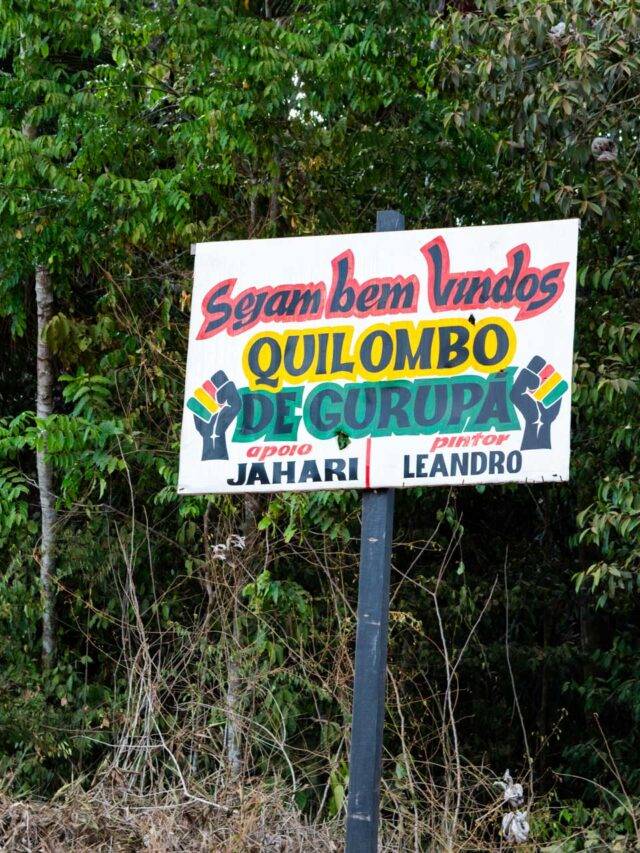 Sejam bem Vindos
QUILOMBO
DE GURUPÁ
apoio pintor
JAHARI LEANDRO